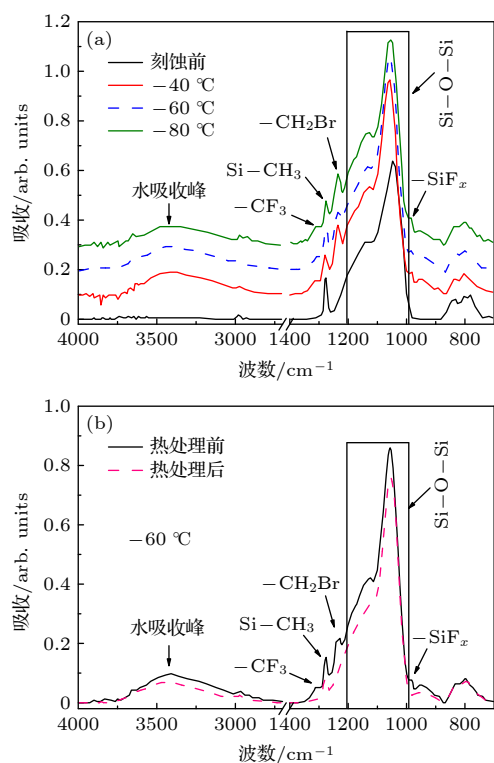 (a)
刻蚀前
−40 ℃
−60 ℃
−80 ℃
1.2
1.0
0.8
0.6
0.4
0.2
0
吸收/arb. units
水吸收峰
−CH₂Br
Si−CH₃
−CF₃
Si−O−Si
−SiFₓ
4000 3500 3000 1400 1200 1000 800
波数/cm⁻¹
(b)
热处理前
热处理后
−60 ℃
1.0
0.8
0.6
0.4
0.2
0
吸收/arb. units
水吸收峰
−CH₂Br
Si−CH₃
−CF₃
Si−O−Si
−SiFₓ
4000 3500 3000 1400 1200 1000 800
波数/cm⁻¹